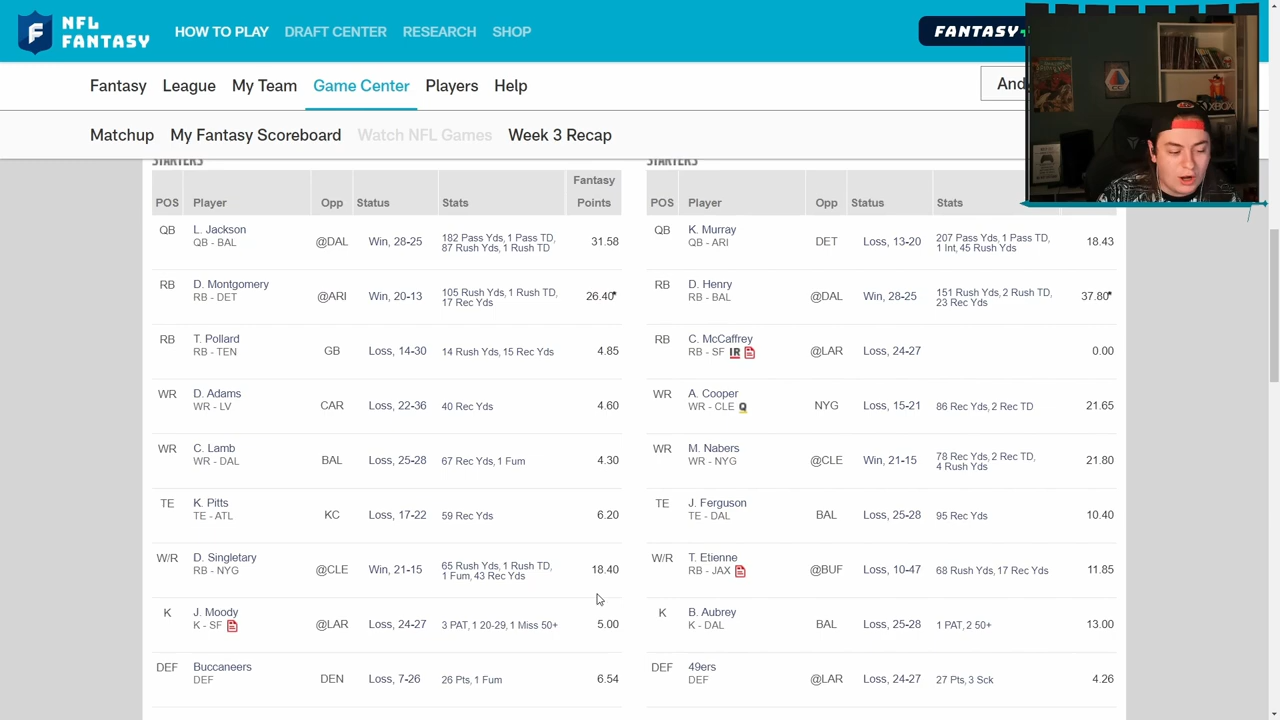 NFL
FANTASY
HOW TO PLAY DRAFT CENTER RESEARCH SHOP
FANTASY+
Fantasy League My Team Game Center Players Help
And
Matchup My Fantasy Scoreboard Watch NFL Games Week 3 Recap
XBOX
STARTERS STARTERS
POS Player Opp Status Stats Fantasy Points
POS Player Opp Status Stats
QB L. Jackson @DAL Win, 28-25 182 Pass Yds, 1 Pass TD, 31.58
QB - BAL 87 Rush Yds, 1 Rush TD
QB K. Murray DET Loss, 13-20 207 Pass Yds, 1 Pass TD, 18.43
QB - ARI 1 Int, 45 Rush Yds
RB D. Montgomery @ARI Win, 20-13 105 Rush Yds, 1 Rush TD, 26.40*
RB - DET 17 Rec Yds
RB D. Henry @DAL Win, 28-25 151 Rush Yds, 2 Rush TD, 37.80*
RB - BAL 23 Rec Yds
RB T. Pollard GB Loss, 14-30 14 Rush Yds, 15 Rec Yds 4.85
RB - TEN
RB C. McCaffrey @LAR Loss, 24-27 0.00
RB - SF IR
WR D. Adams CAR Loss, 22-36 40 Rec Yds 4.60
WR - LV
WR A. Cooper NYG Loss, 15-21 86 Rec Yds, 2 Rec TD 21.65
WR - CLE Q
WR C. Lamb BAL Loss, 25-28 67 Rec Yds, 1 Fum 4.30
WR - DAL
WR M. Nabers @CLE Win, 21-15 78 Rec Yds, 2 Rec TD, 21.80
WR - NYG 4 Rush Yds
TE K. Pitts KC Loss, 17-22 59 Rec Yds 6.20
TE - ATL
TE J. Ferguson BAL Loss, 25-28 95 Rec Yds 10.40
TE - DAL
W/R D. Singletary @CLE Win, 21-15 65 Rush Yds, 1 Rush TD, 18.40
RB - NYG 1 Fum, 43 Rec Yds
W/R T. Etienne @BUF Loss, 10-47 68 Rush Yds, 17 Rec Yds 11.85
RB - JAX
K J. Moody @LAR Loss, 24-27 3 PAT, 1 20-29, 1 Miss 50+ 5.00
K - SF
K B. Aubrey BAL Loss, 25-28 1 PAT, 2 50+ 13.00
K - DAL
DEF Buccaneers DEN Loss, 7-26 26 Pts, 1 Fum 6.54
DEF
DEF 49ers @LAR Loss, 24-27 27 Pts, 3 Sck 4.26
DEF